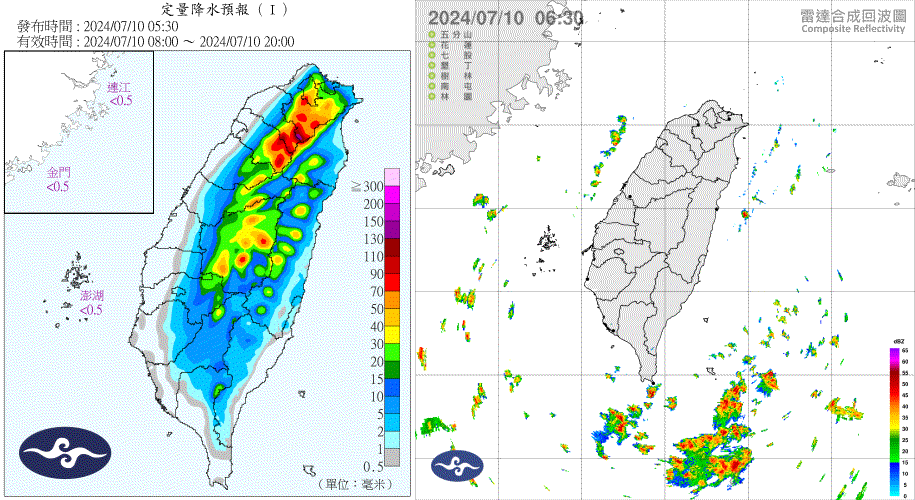 定量降水預報（Ｉ）
發布時間 : 2024/07/10 05:30
有效時間 : 2024/07/10 08:00 ～ 2024/07/10 20:00
連江
<0.5
金門
<0.5
澎湖
<0.5
≧
300
200
150
130
110
90
70
50
40
30
20
15
10
5
2
1
0.5
（單位：毫米）
2024/07/10 06:30
五分山
花 蓮
七 股
墾 丁
樹 林
南 屯
林 園
雷達合成回波圖
Composite Reflectivity
dBZ
65
60
55
50
45
40
35
30
25
20
15
10
5
0